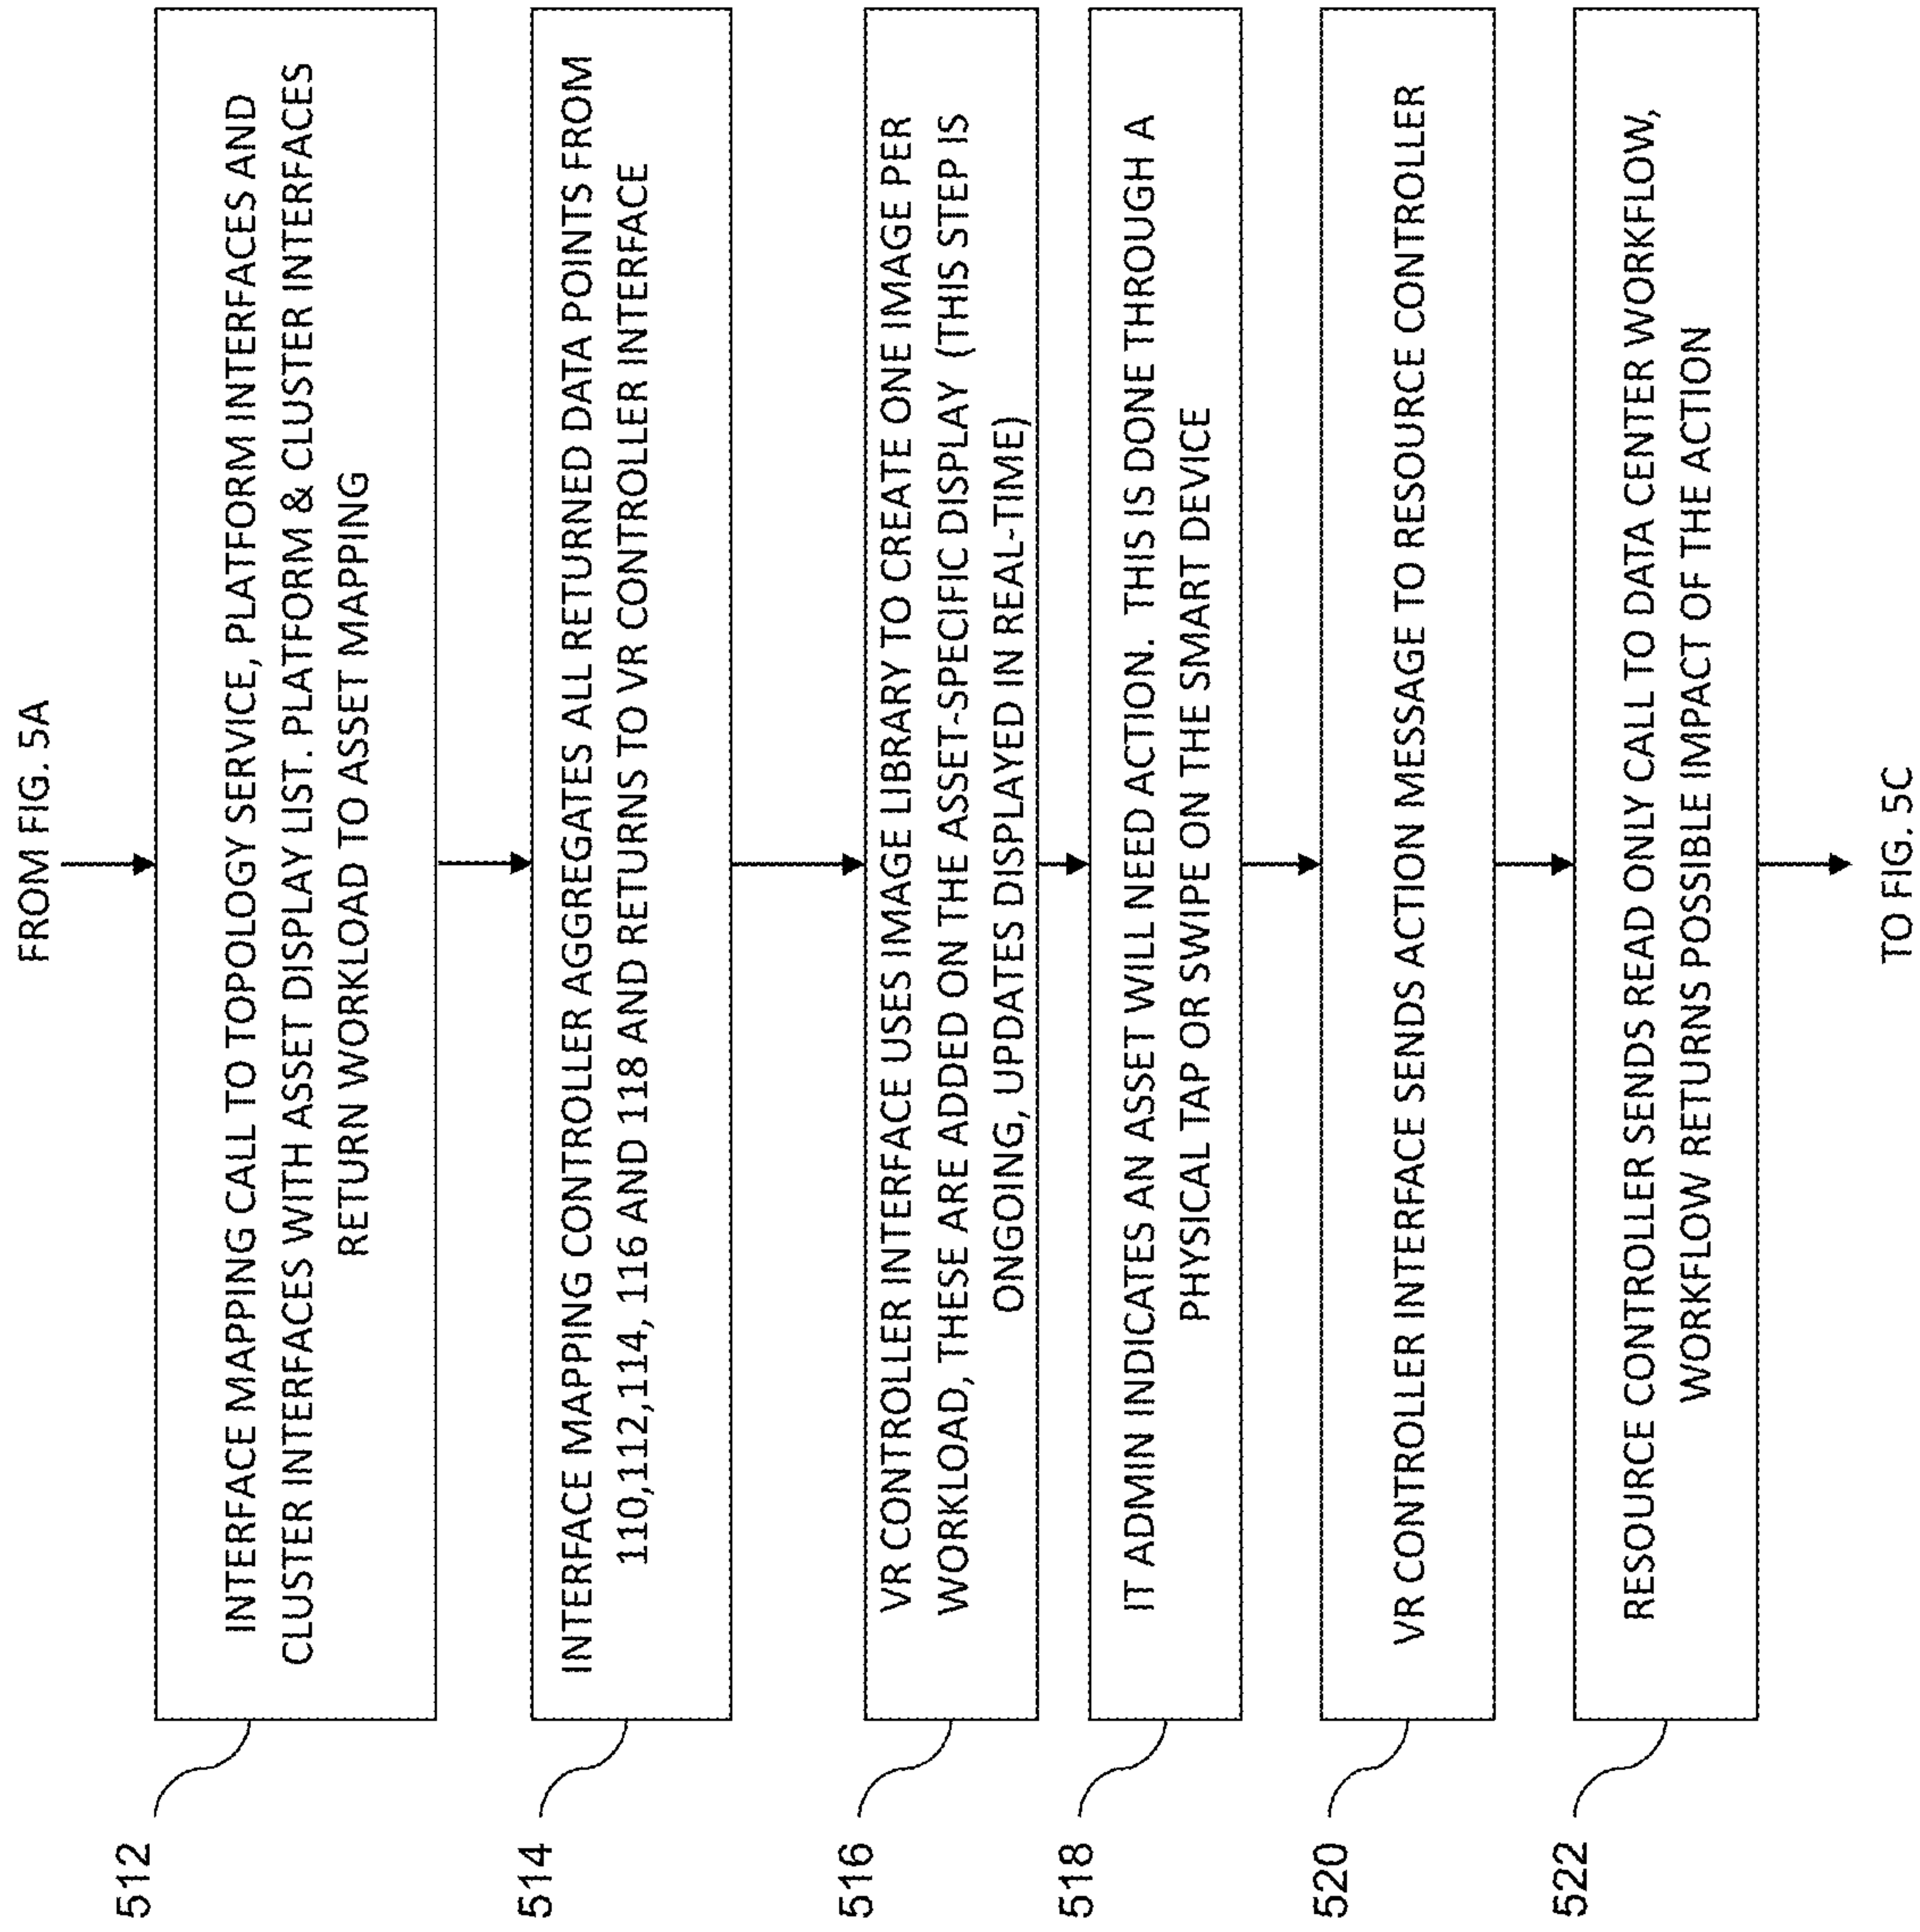 FROM FIG. 5A
512
INTERFACE MAPPING CALL TO TOPOLOGY SERVICE, PLATFORM INTERFACES AND
CLUSTER INTERFACES WITH ASSET DISPLAY LIST. PLATFORM & CLUSTER INTERFACES
RETURN WORKLOAD TO ASSET MAPPING
514
INTERFACE MAPPING CONTROLLER AGGREGATES ALL RETURNED DATA POINTS FROM
110,112,114, 116 AND 118 AND RETURNS TO VR CONTROLLER INTERFACE
516
VR CONTROLLER INTERFACE USES IMAGE LIBRARY TO CREATE ONE IMAGE PER
WORKLOAD, THESE ARE ADDED ON THE ASSET-SPECIFIC DISPLAY (THIS STEP IS
ONGOING, UPDATES DISPLAYED IN REAL-TIME)
518
IT ADMIN INDICATES AN ASSET WILL NEED ACTION. THIS IS DONE THROUGH A
PHYSICAL TAP OR SWIPE ON THE SMART DEVICE
520
VR CONTROLLER INTERFACE SENDS ACTION MESSAGE TO RESOURCE CONTROLLER
522
RESOURCE CONTROLLER SENDS READ ONLY CALL TO DATA CENTER WORKFLOW,
WORKFLOW RETURNS POSSIBLE IMPACT OF THE ACTION
TO FIG. 5C